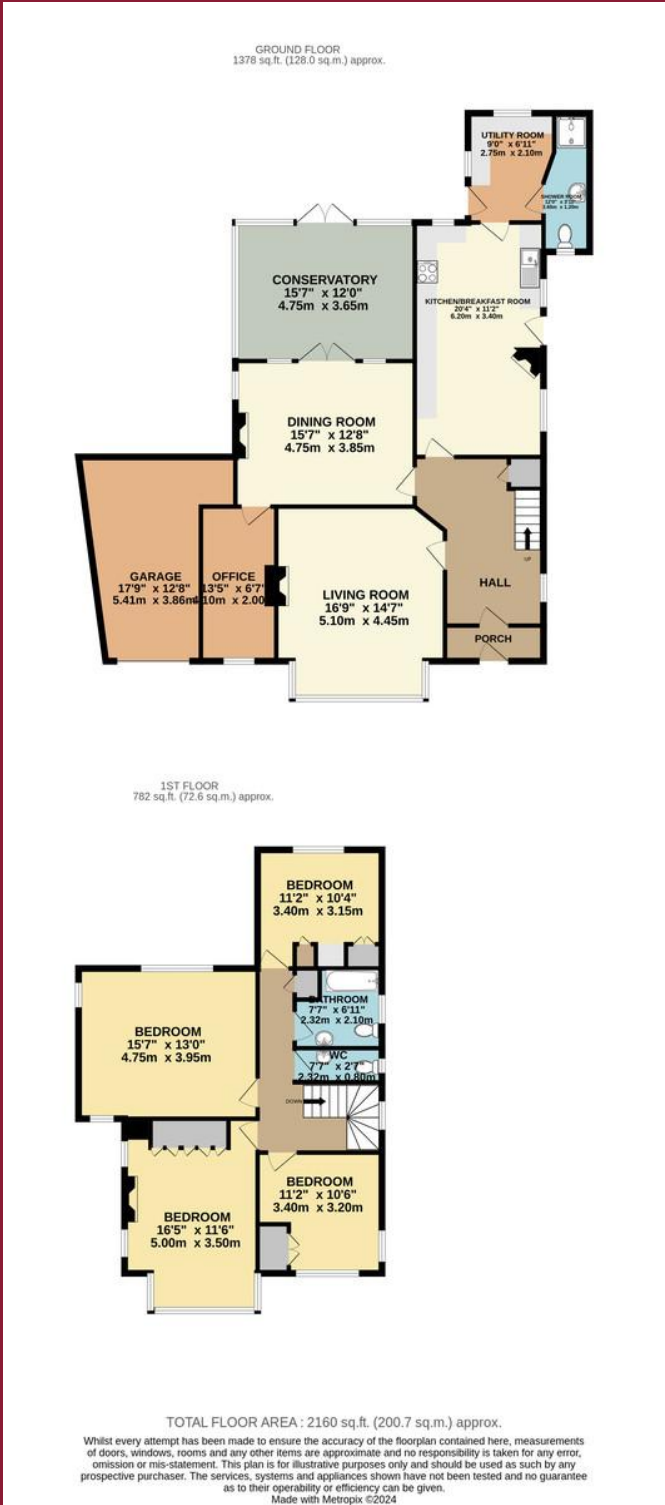 GROUND FLOOR
1378 sq.ft. (128.0 sq.m.) approx.
UTILITY ROOM
9'0" x 6'11"
2.75m x 2.10m
SHOWER ROOM
CONSERVATORY
15'7" x 12'0"
4.75m x 3.65m
KITCHEN/BREAKFAST ROOM
20'4" x 11'2"
6.20m x 3.40m
DINING ROOM
15'7" x 12'8"
4.75m x 3.85m
UP
GARAGE
17'9" x 12'8"
5.41m x 3.86m
OFFICE
13'5" x 6'7"
4.10m x 2.00
LIVING ROOM
16'9" x 14'7"
5.10m x 4.45m
HALL
PORCH
1ST FLOOR
782 sq.ft. (72.6 sq.m.) approx.
BEDROOM
11'2" x 10'4"
3.40m x 3.15m
BATHROOM
7'7" x 6'11"
2.32m x 2.10m
BEDROOM
15'7" x 13'0"
4.75m x 3.95m
WC
7'7" x 2'7"
2.32m x 0.80m
DOWN
BEDROOM
11'2" x 10'6"
3.40m x 3.20m
BEDROOM
16'5" x 11'6"
5.00m x 3.50m
TOTAL FLOOR AREA : 2160 sq.ft. (200.7 sq.m.) approx.
Whilst every attempt has been made to ensure the accuracy of the floorplan contained here, measurements
of doors, windows, rooms and any other items are approximate and no responsibility is taken for any error,
omission or mis-statement. This plan is for illustrative purposes only and should be used as such by any
prospective purchaser. The services, systems and appliances shown have not been tested and no guarantee
as to their operability or efficiency can be given.
Made with Metropix ©2024